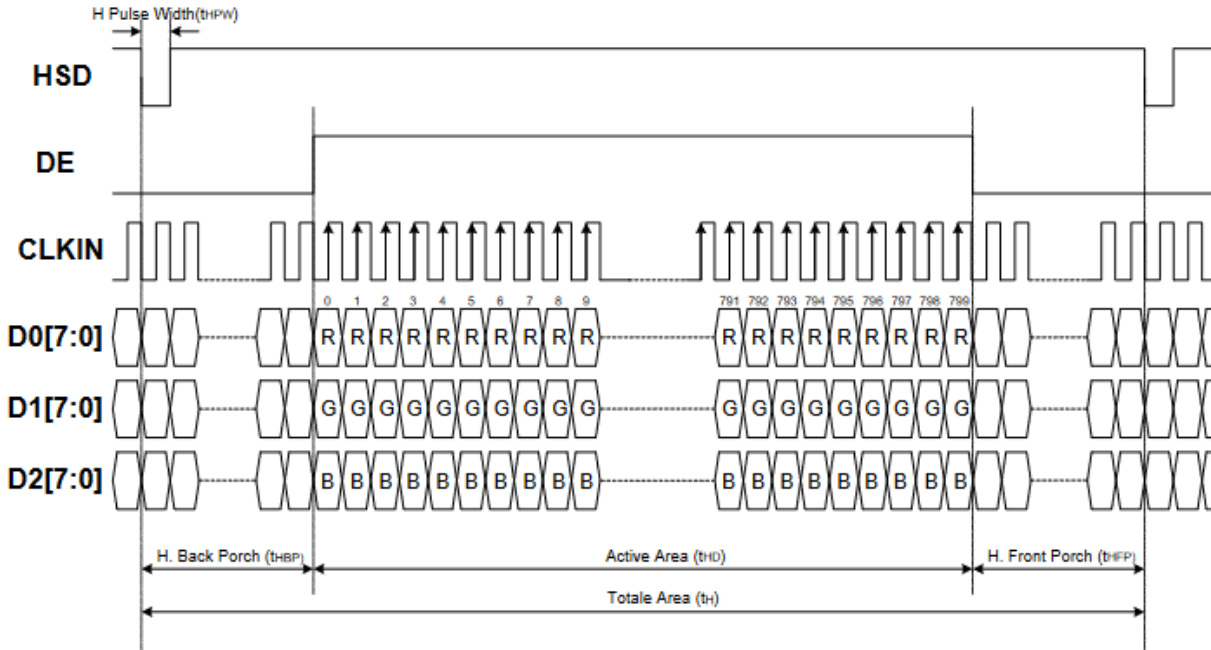 H Pulse Width(tHPW)
HSD
DE
CLKIN
0 1 2 3 4 5 6 7 8 9 791 792 793 794 795 796 797 798 799
D0[7:0] R R R R R R R R R R R R R R R R R R R
D1[7:0] G G G G G G G G G G G G G G G G G G G
D2[7:0] B B B B B B B B B B B B B B B B B B B
H. Back Porch (tHBP) Active Area (tHD) H. Front Porch (tHFP)
Totale Area (tH)